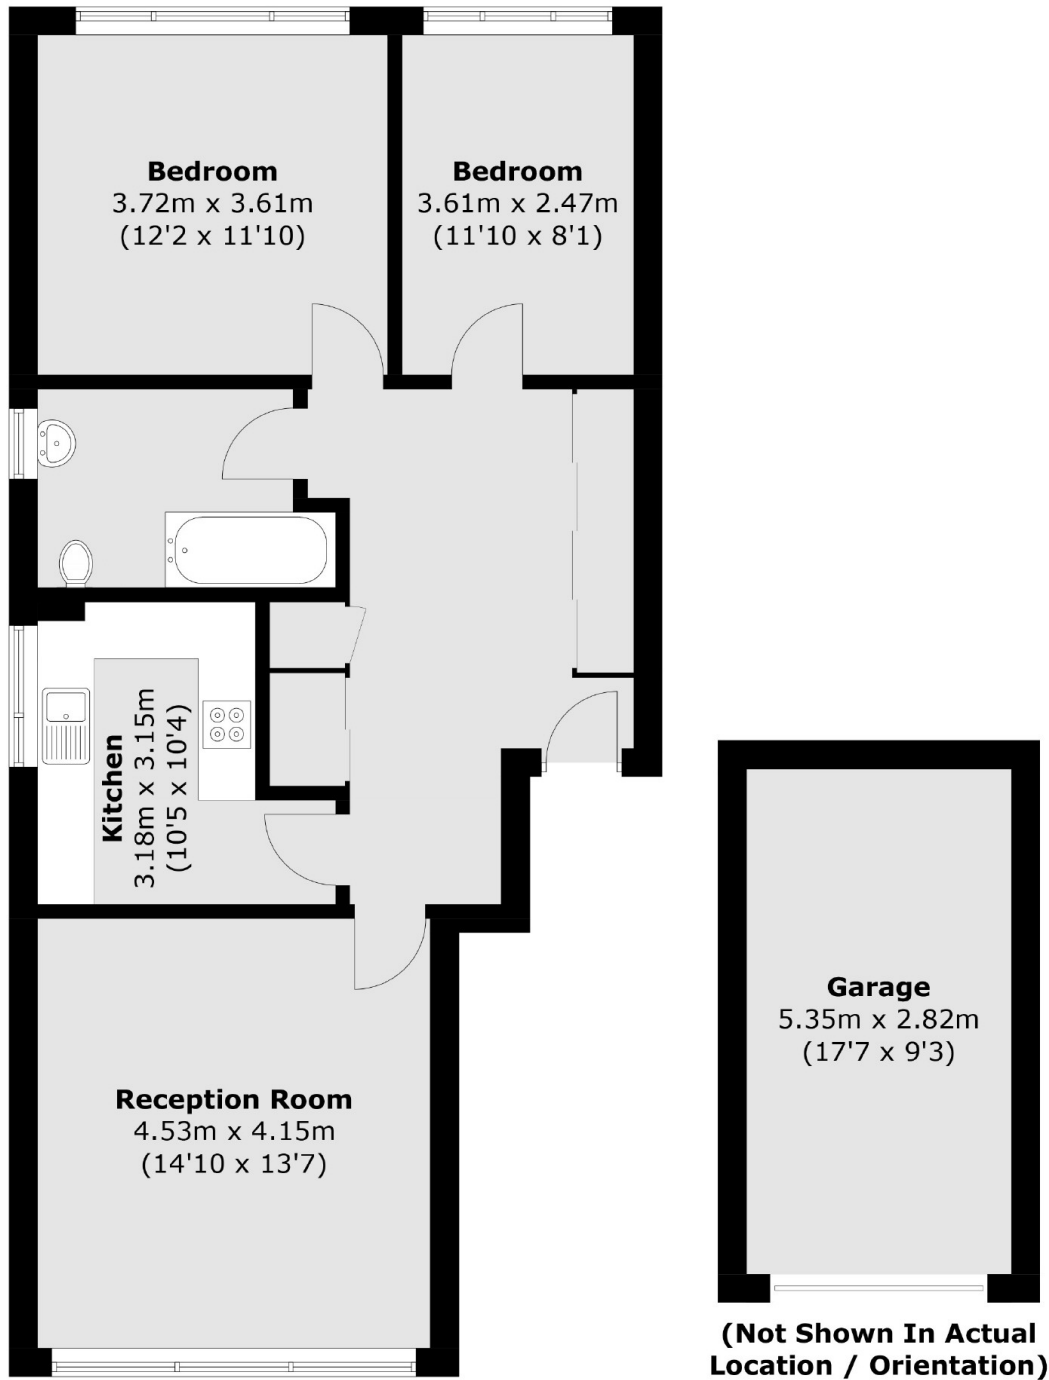 Bedroom
3.72m x 3.61m
(12'2 x 11'10)
Bedroom
3.61m x 2.47m
(11'10 x 8'1)
Kitchen
3.18m x 3.15m
(10'5 x 10'4)
Reception Room
4.53m x 4.15m
(14'10 x 13'7)
Garage
5.35m x 2.82m
(17'7 x 9'3)
(Not Shown In Actual
Location / Orientation)